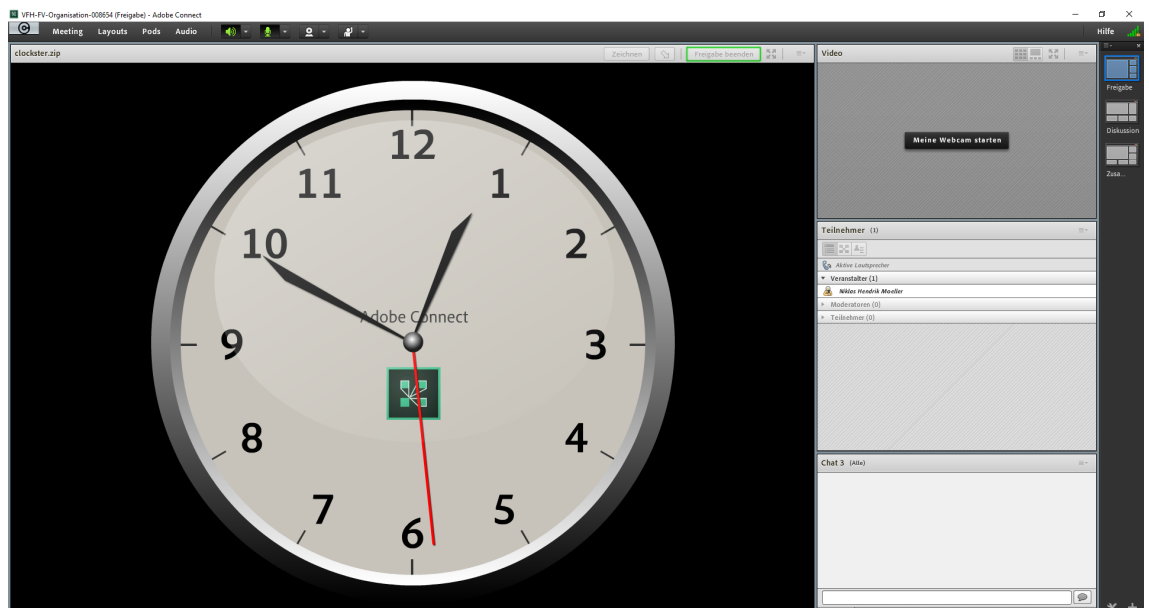 VFH-FV-Organisation-008654 (Freigabe) - Adobe Connect
Meeting Layouts Pods Audio
Hilfe
clockster.zip
Zeichnen
Freigabe beenden
12
1
2
3
4
5
6
7
8
9
10
11
Adobe Connect
Video
Meine Webcam starten
Teilnehmer (1)
Aktive Lautsprecher
Veranstalter (1)
Niklas Hendrik Moeller
Moderatoren (0)
Teilnehmer (0)
Chat 3 (Alle)
Freigabe
Diskussion
Zusa...